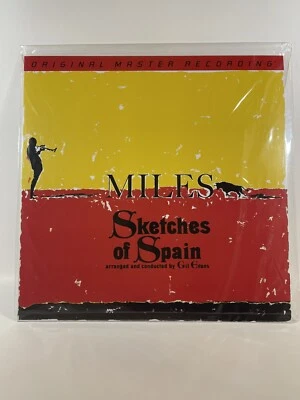 ORIGINAL MASTER RECORDING
MILES
Sketches
of Spain
arranged and conducted by Gil Evans